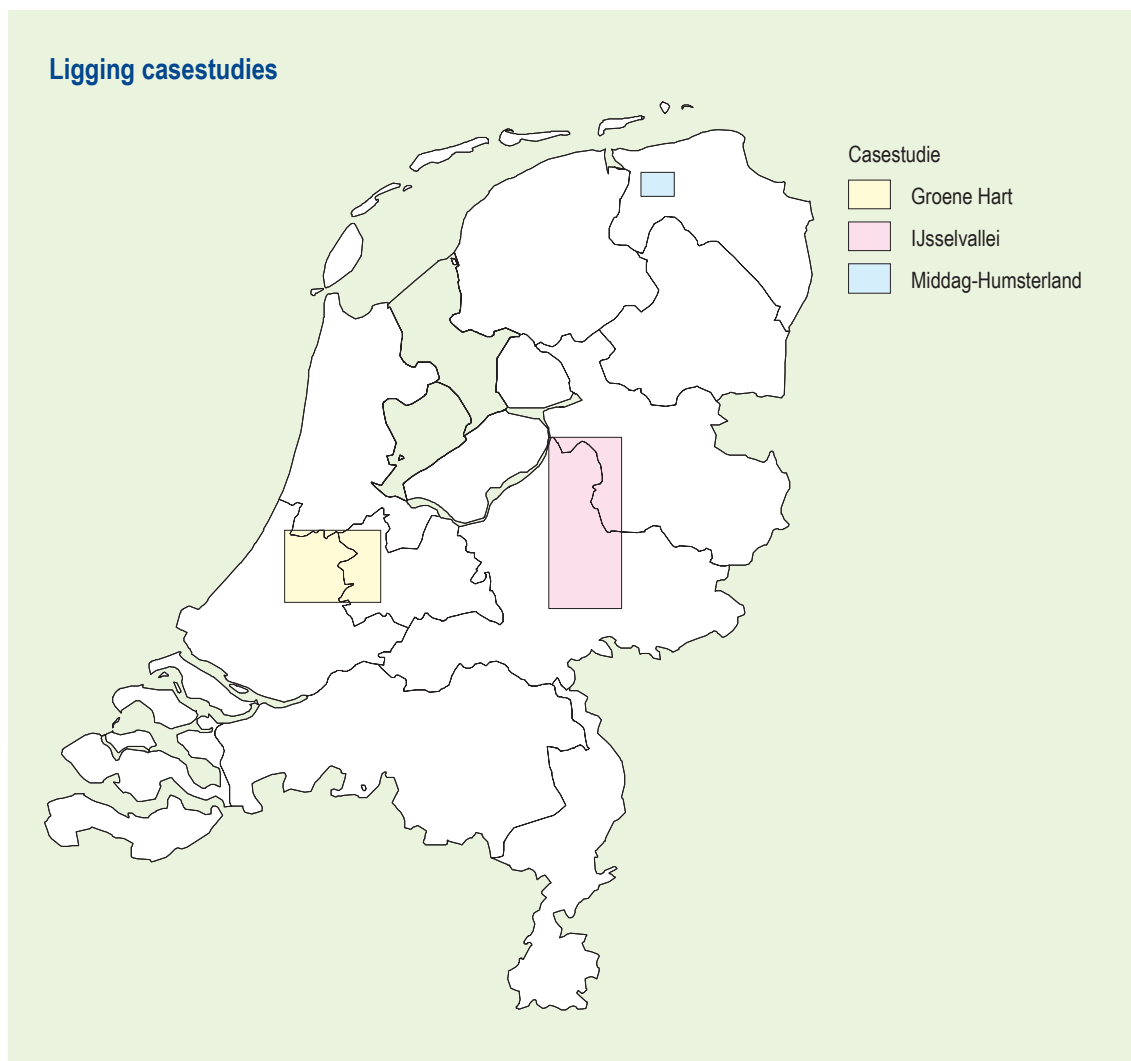 Ligging casestudies
Casestudie
Groene Hart
IJsselvallei
Middag-Humsterland